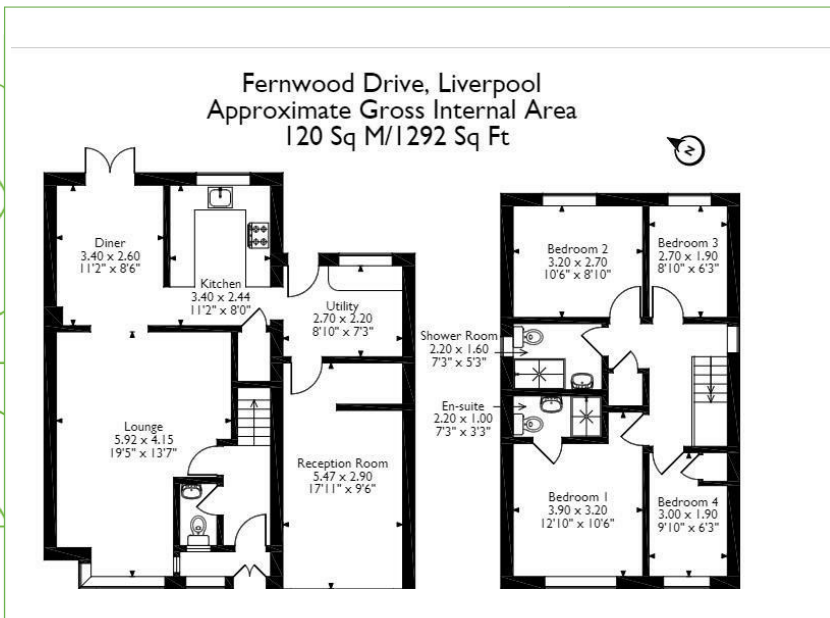 Fernwood Drive, Liverpool
Approximate Gross Internal Area
120 Sq M/1292 Sq Ft
N
Diner
3.40 x 2.60
11'2" x 8'6"
Kitchen
3.40 x 2.44
11'2" x 8'0"
Utility
2.70 x 2.20
8'10" x 7'3"
Lounge
5.92 x 4.15
19'5" x 13'7"
Reception Room
5.47 x 2.90
17'11" x 9'6"
Bedroom 2
3.20 x 2.70
10'6" x 8'10"
Bedroom 3
2.70 x 1.90
8'10" x 6'3"
Shower Room
2.20 x 1.60
7'3" x 5'3"
En-suite
2.20 x 1.00
7'3" x 3'3"
Bedroom 1
3.90 x 3.20
12'10" x 10'6"
Bedroom 4
3.00 x 1.90
9'10" x 6'3"